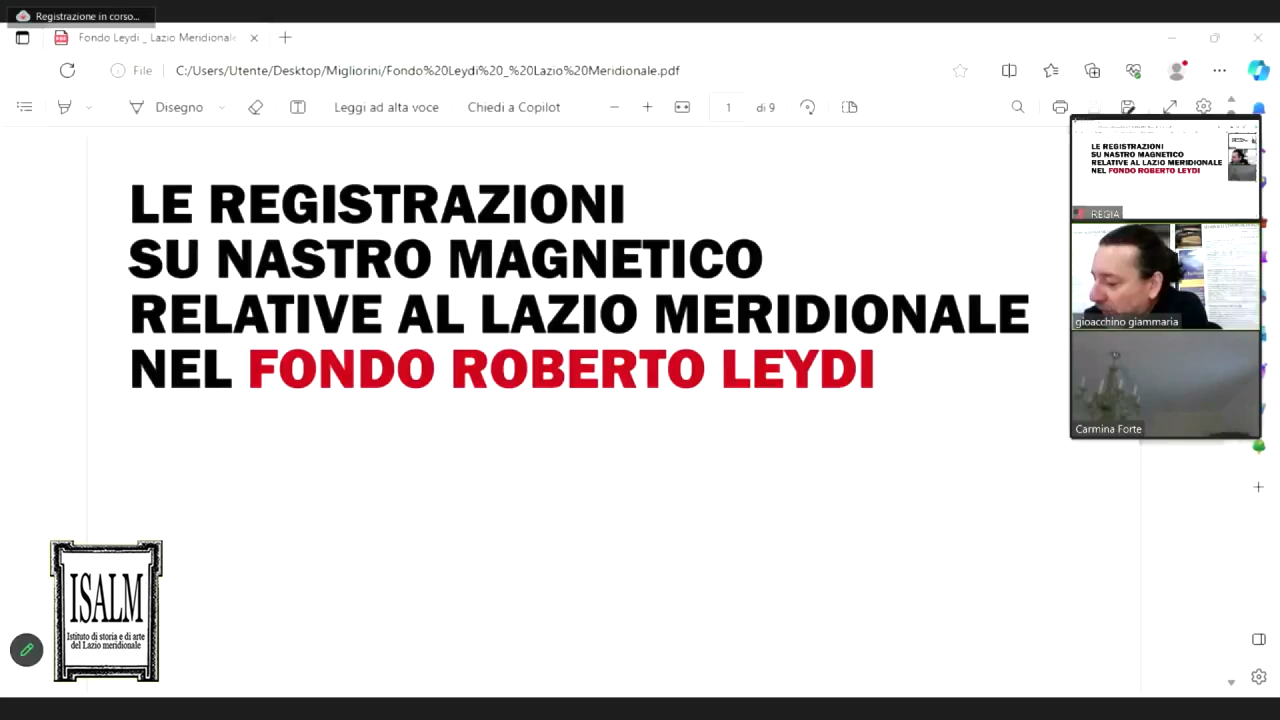 Registrazione in corso...
Fondo Leydi _ Lazio Meridionale
File
C:/Users/Utente/Desktop/Migliorini/Fondo%20Leydi%20_%20Lazio%20Meridionale.pdf
Disegno
Leggi ad alta voce
Chiedi a Copilot
1
di 9
LE REGISTRAZIONI
SU NASTRO MAGNETICO
RELATIVE AL LAZIO MERIDIONALE
NEL FONDO ROBERTO LEYDI
LE REGISTRAZIONI
SU NASTRO MAGNETICO
RELATIVE AL LAZIO MERIDIONALE
NEL FONDO ROBERTO LEYDI
REGIA
gioacchino giammaria
Carmina Forte
ISALM
Istituto di storia e di arte
del Lazio meridionale